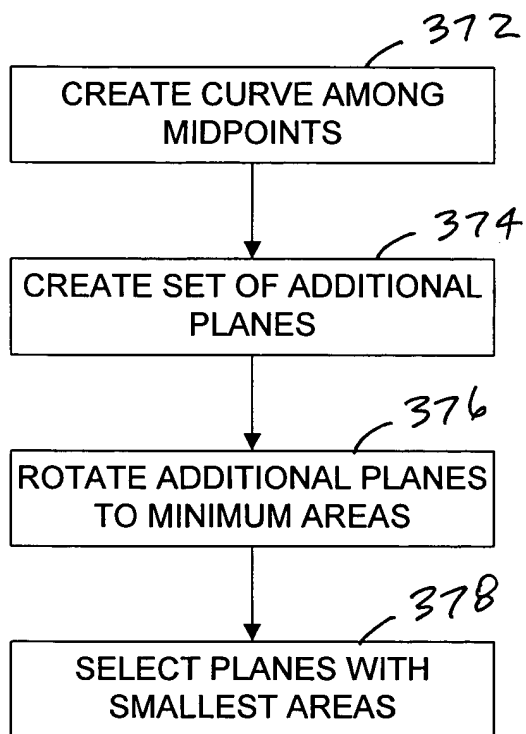 372
CREATE CURVE AMONG
MIDPOINTS
374
CREATE SET OF ADDITIONAL
PLANES
376
ROTATE ADDITIONAL PLANES
TO MINIMUM AREAS
378
SELECT PLANES WITH
SMALLEST AREAS